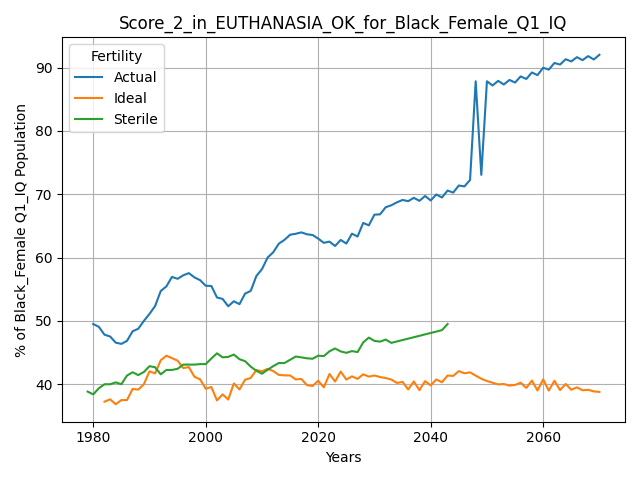 Score_2_in_EUTHANASIA_OK_for_Black_Female_Q1_IQ
Fertility
Actual
Ideal
Sterile
% of Black_Female Q1_IQ Population
90
80
70
60
50
40
1980
2000
2020
2040
2060
Years